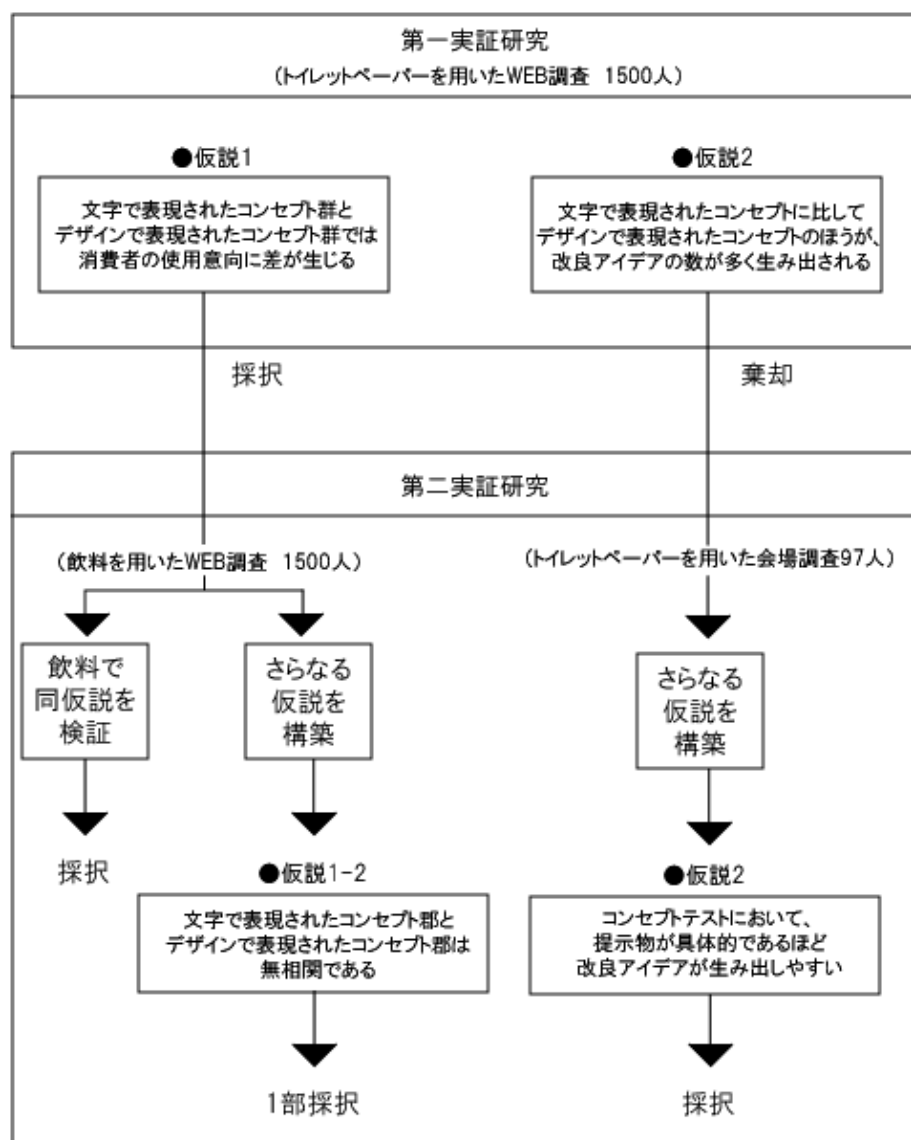 第一実証研究
（トイレットペーパーを用いたWEB調査　1500人）
●仮説1
文字で表現されたコンセプト群と
デザインで表現されたコンセプト群では
消費者の使用意向に差が生じる
●仮説2
文字で表現されたコンセプトに比して
デザインで表現されたコンセプトのほうが、
改良アイデアの数が多く生み出される
採択
棄却
第二実証研究
（飲料を用いたWEB調査　1500人）
（トイレットペーパーを用いた会場調査97人）
飲料で
同仮説を
検証
さらなる
仮説を
構築
さらなる
仮説を
構築
採択
●仮説1-2
文字で表現されたコンセプト郡と
デザインで表現されたコンセプト郡は
無相関である
●仮説2
コンセプトテストにおいて、
提示物が具体的であるほど
改良アイデアが生み出しやすい
1部採択
採択